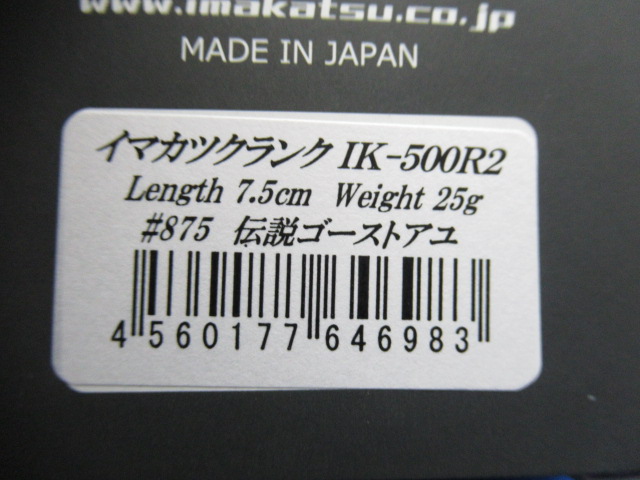 www.imakatsu.co.jp
MADE IN JAPAN
イマカツクランク IK-500R2
Length 7.5cm Weight 25g
#875 伝説ゴーストアユ
4 560177 646983